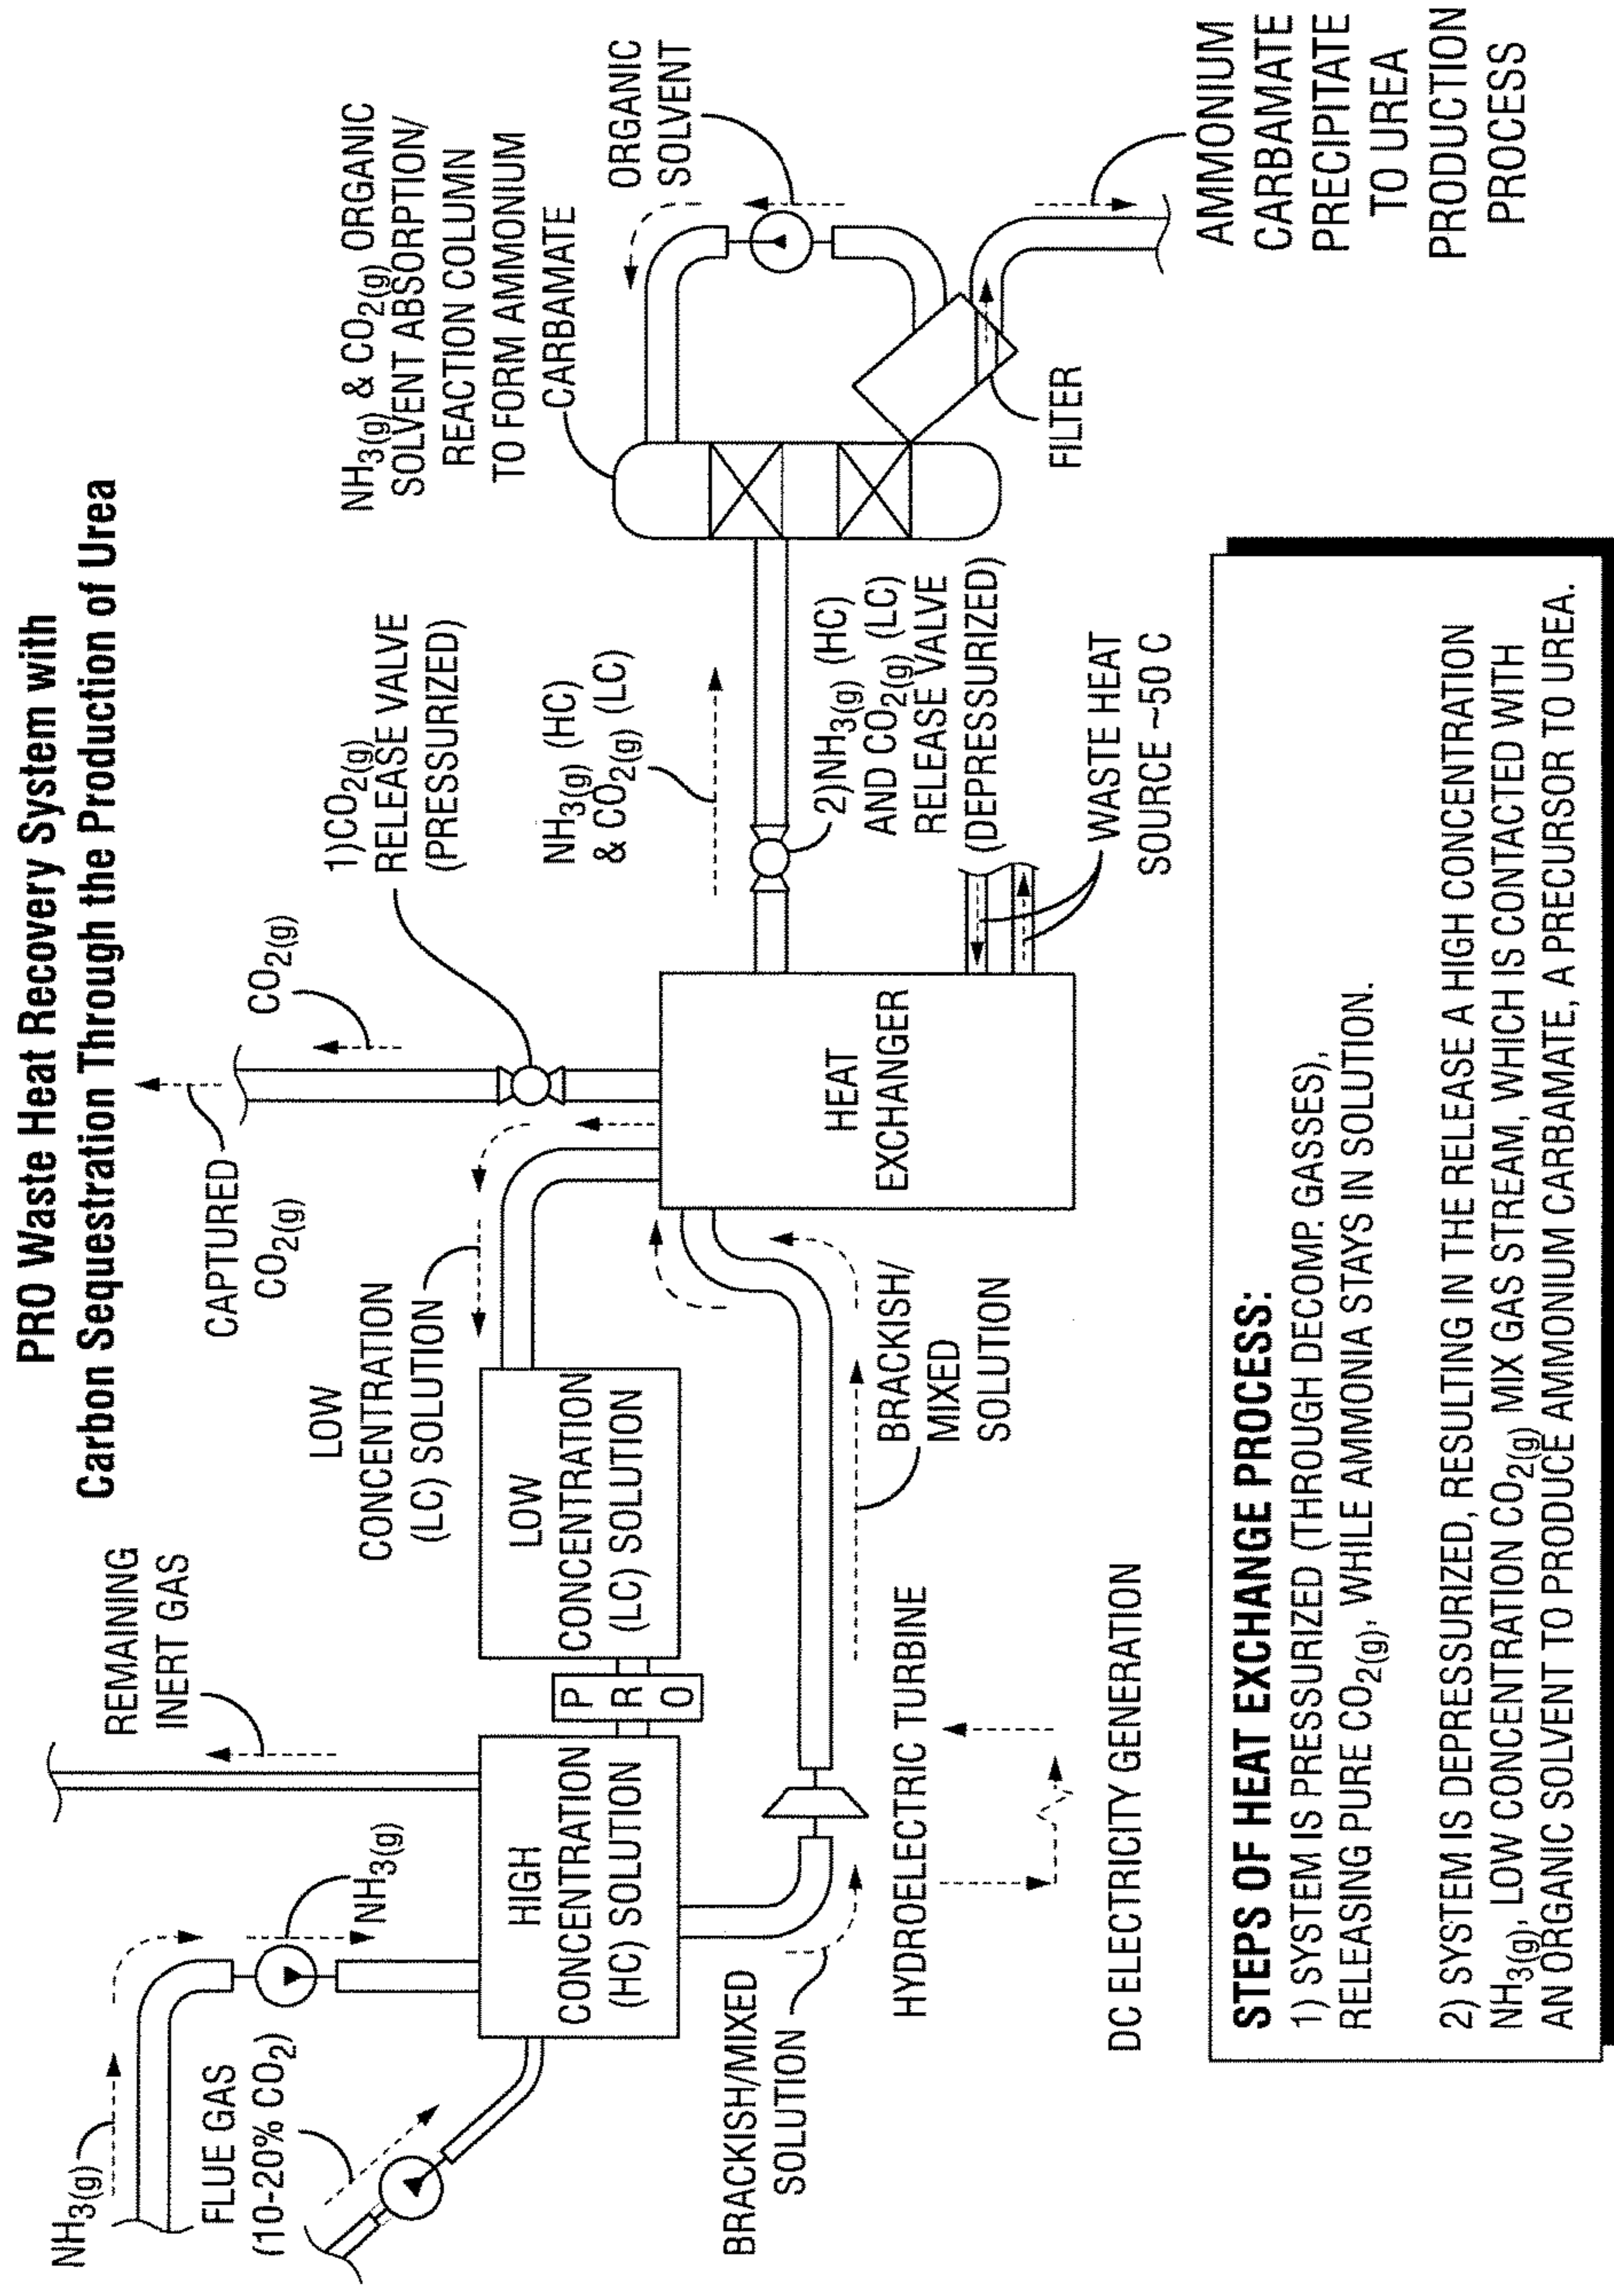 PRO Waste Heat Recovery System with
Carbon Sequestration Through the Production of Urea
NH3(g)
FLUE GAS
(10-20% CO2)
NH3(g)
REMAINING
INERT GAS
HIGH
CONCENTRATION
(HC) SOLUTION
P
R
O
LOW
CONCENTRATION
(LC) SOLUTION
LOW
CONCENTRATION
(LC) SOLUTION
CAPTURED
CO2(g)
CO2(g)
1)CO2(g)
RELEASE VALVE
(PRESSURIZED)
NH3(g) (HC)
& CO2(g) (LC)
NH3(g) & CO2(g) ORGANIC
SOLVENT ABSORPTION/
REACTION COLUMN
TO FORM AMMONIUM
CARBAMATE
ORGANIC
SOLVENT
HEAT
EXCHANGER
2)NH3(g) (HC)
AND CO2(g) (LC)
RELEASE VALVE
(DEPRESSURIZED)
WASTE HEAT
SOURCE ~50 C
FILTER
AMMONIUM
CARBAMATE
PRECIPITATE
TO UREA
PRODUCTION
PROCESS
BRACKISH/MIXED
SOLUTION
HYDROELECTRIC TURBINE
BRACKISH/
MIXED
SOLUTION
DC ELECTRICITY GENERATION
STEPS OF HEAT EXCHANGE PROCESS:
1) SYSTEM IS PRESSURIZED (THROUGH DECOMP. GASSES),
RELEASING PURE CO2(g), WHILE AMMONIA STAYS IN SOLUTION.
2) SYSTEM IS DEPRESSURIZED, RESULTING IN THE RELEASE A HIGH CONCENTRATION
NH3(g), LOW CONCENTRATION CO2(g) MIX GAS STREAM, WHICH IS CONTACTED WITH
AN ORGANIC SOLVENT TO PRODUCE AMMONIUM CARBAMATE, A PRECURSOR TO UREA.